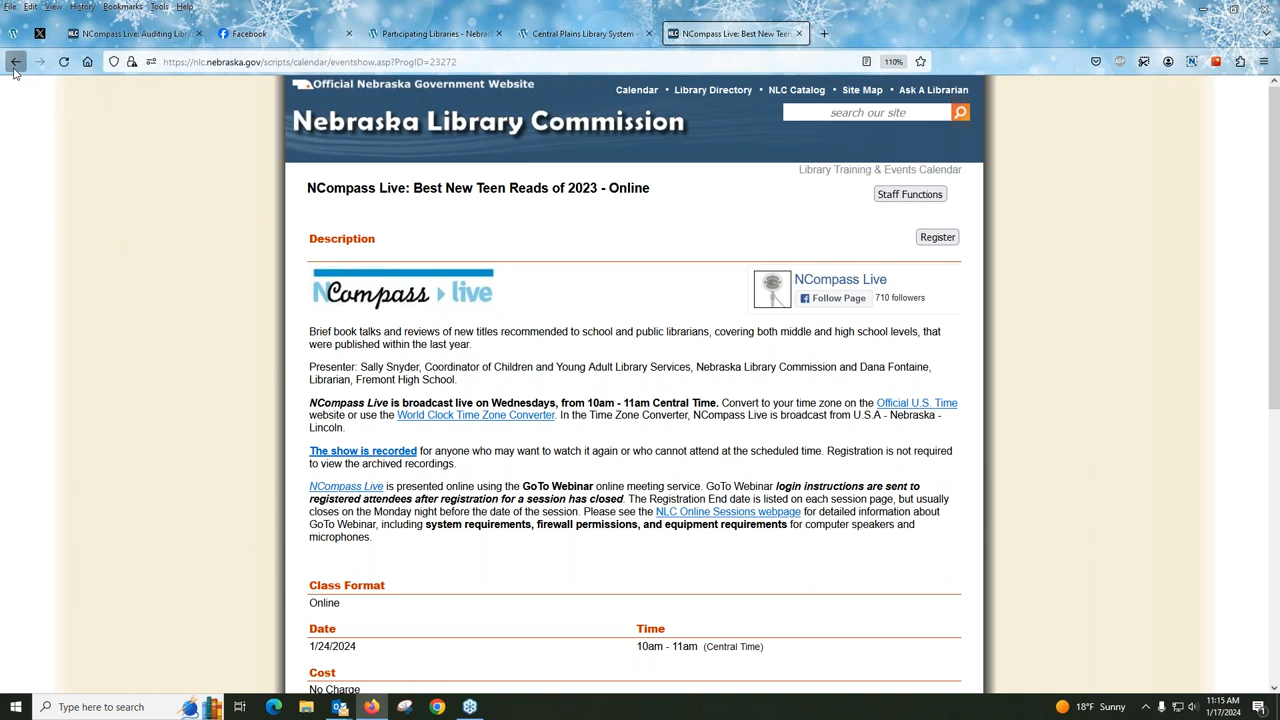 File Edit View History Bookmarks Tools Help
NCompass Live: Auditing Libra
Facebook
Participating Libraries - Nebras
Central Plains Library System -
NCompass Live: Best New Teen
https://nlc.nebraska.gov/scripts/calendar/eventshow.asp?ProgID=23272
110%
Official Nebraska Government Website
Calendar • Library Directory • NLC Catalog • Site Map • Ask A Librarian
Nebraska Library Commission
search our site
Library Training & Events Calendar
NCompass Live: Best New Teen Reads of 2023 - Online
Staff Functions
Description
Register
NCompass live
NCompass Live
Follow Page 710 followers
Brief book talks and reviews of new titles recommended to school and public librarians, covering both middle and high school levels, that
were published within the last year.
Presenter: Sally Snyder, Coordinator of Children and Young Adult Library Services, Nebraska Library Commission and Dana Fontaine,
Librarian, Fremont High School.
NCompass Live is broadcast live on Wednesdays, from 10am - 11am Central Time. Convert to your time zone on the Official U.S. Time
website or use the World Clock Time Zone Converter. In the Time Zone Converter, NCompass Live is broadcast from U.S.A - Nebraska -
Lincoln.
The show is recorded for anyone who may want to watch it again or who cannot attend at the scheduled time. Registration is not required
to view the archived recordings.
NCompass Live is presented online using the GoTo Webinar online meeting service. GoTo Webinar login instructions are sent to
registered attendees after registration for a session has closed. The Registration End date is listed on each session page, but usually
closes on the Monday night before the date of the session. Please see the NLC Online Sessions webpage for detailed information about
GoTo Webinar, including system requirements, firewall permissions, and equipment requirements for computer speakers and
microphones.
Class Format
Online
Date
Time
1/24/2024
10am - 11am (Central Time)
Cost
No Charge
Type here to search
18°F Sunny
11:15 AM
1/17/2024